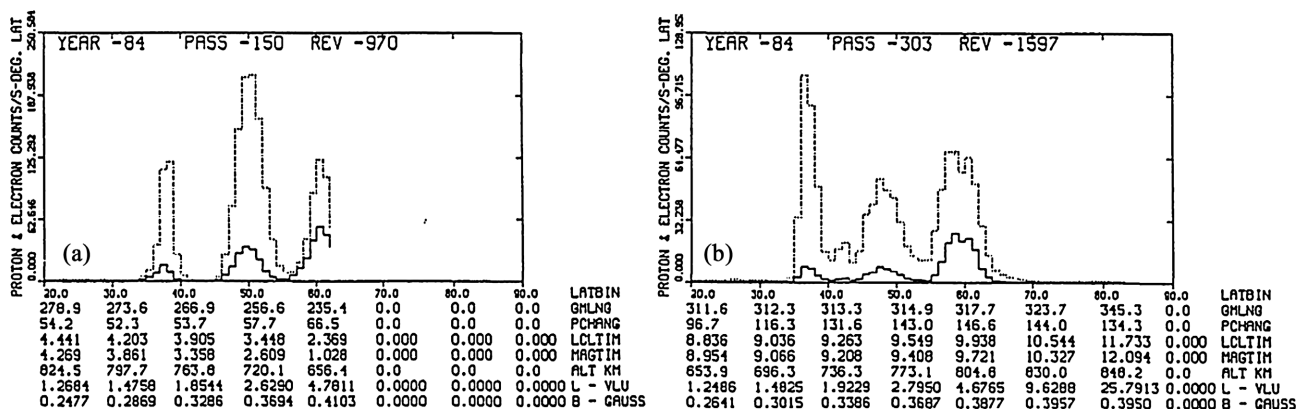 PROTON & ELECTRON COUNTS/S-DEG. LAT
250.584
187.938
125.292
62.646
0.000
YEAR -84 PASS -150 REV -970
(a)
20.0 30.0 40.0 50.0 60.0 70.0 80.0 90.0 LATBIN
278.9 273.6 266.9 256.6 235.4 0.0 0.0 0.0 GMLNG
54.2 52.3 53.7 57.7 66.5 0.0 0.0 0.0 PCHANG
4.441 4.203 3.905 3.448 2.369 0.000 0.000 0.000 LCLTIM
4.269 3.861 3.358 2.609 1.028 0.000 0.000 0.000 MAGTIM
824.5 797.7 763.8 720.1 656.4 0.0 0.0 0.0 ALT KM
1.2684 1.4758 1.8544 2.6290 4.7811 0.0000 0.0000 0.0000 L - VLU
0.2477 0.2869 0.3286 0.3694 0.4103 0.0000 0.0000 0.0000 B - GAUSS
PROTON & ELECTRON COUNTS/S-DEG. LAT
128.95
96.715
64.477
32.238
0.000
YEAR -84 PASS -303 REV -1597
(b)
20.0 30.0 40.0 50.0 60.0 70.0 80.0 90.0 LATBIN
311.6 312.3 313.3 314.9 317.7 323.7 345.3 0.0 GMLNG
96.7 116.3 131.6 143.0 146.6 144.0 134.3 0.0 PCHANG
8.836 9.036 9.263 9.549 9.938 10.544 11.733 0.000 LCLTIM
8.954 9.066 9.208 9.408 9.721 10.327 12.094 0.000 MAGTIM
653.9 696.3 736.3 773.1 804.8 830.0 848.2 0.0 ALT KM
1.2486 1.4825 1.9229 2.7950 4.6765 9.6288 25.7913 0.0000 L - VLU
0.2641 0.3015 0.3386 0.3687 0.3877 0.3957 0.3950 0.0000 B - GAUSS